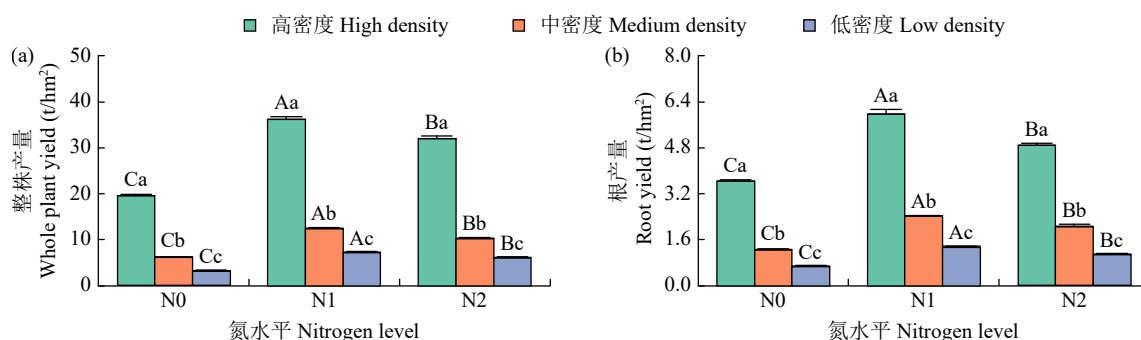 高密度 High density 中密度 Medium density 低密度 Low density
(a)
整株产量
Whole plant yield (t/hm²)
50
40
30
20
10
0
Ca
Cb
Cc
Aa
Ab
Ac
Ba
Bb
Bc
N0 N1 N2
氮水平 Nitrogen level
(b)
根产量
Root yield (t/hm²)
8.0
6.4
4.8
3.2
1.6
0.0
Ca
Cb
Cc
Aa
Ab
Ac
Ba
Bb
Bc
N0 N1 N2
氮水平 Nitrogen level